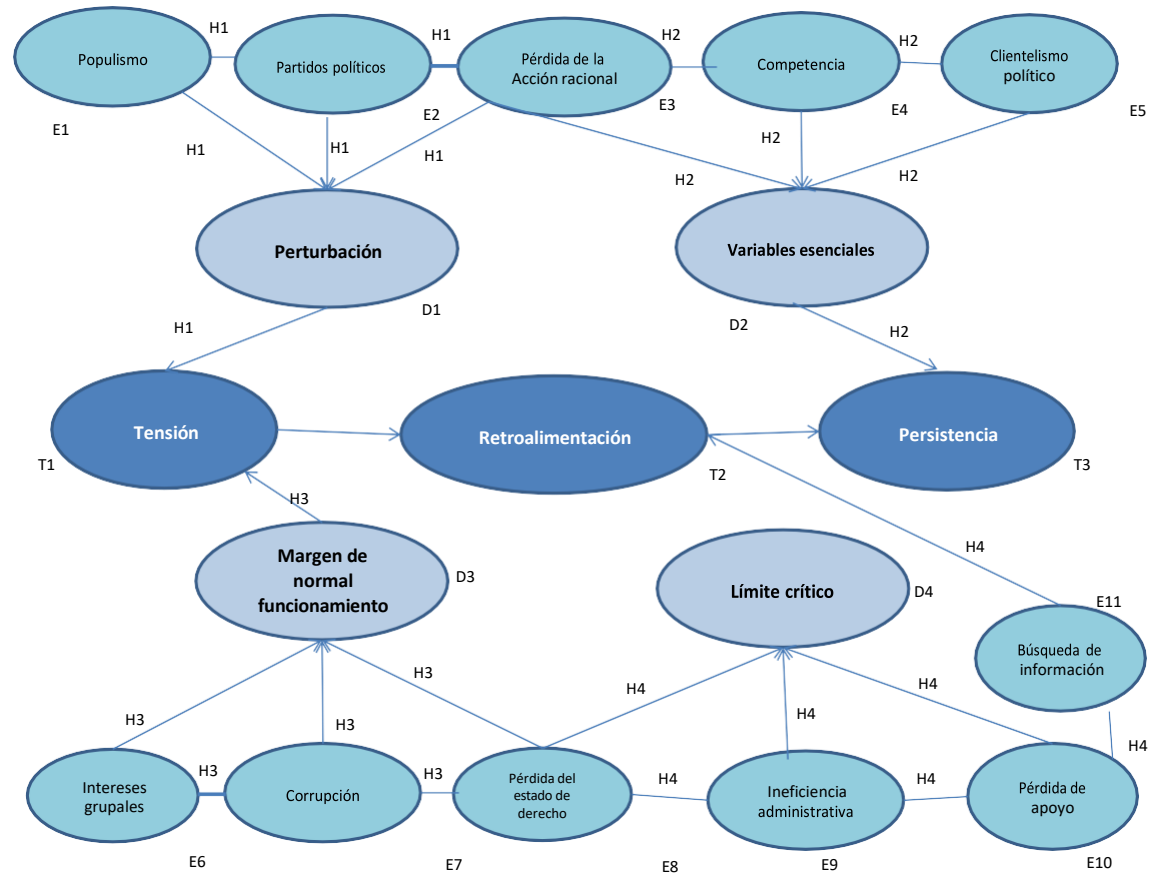 H1
H1
H2
H2
Populismo
Partidos políticos
Pérdida de la
Acción racional
Competencia
Clientelismo
político
E1
E2
E3
E4
E5
H1
H1
H1
H2
H2
H2
Perturbación
Variables esenciales
D1
D2
H1
H2
Tensión
Retroalimentación
Persistencia
T1
T2
T3
H3
H4
Margen de
normal
funcionamiento
D3
Límite crítico
D4
E11
Búsqueda de
información
H3
H3
H3
H4
H4
H4
H4
H3
H3
H4
H4
Intereses
grupales
Corrupción
Pérdida del
estado de
derecho
Ineficiencia
administrativa
Pérdida de
apoyo
E6
E7
E8
E9
E10